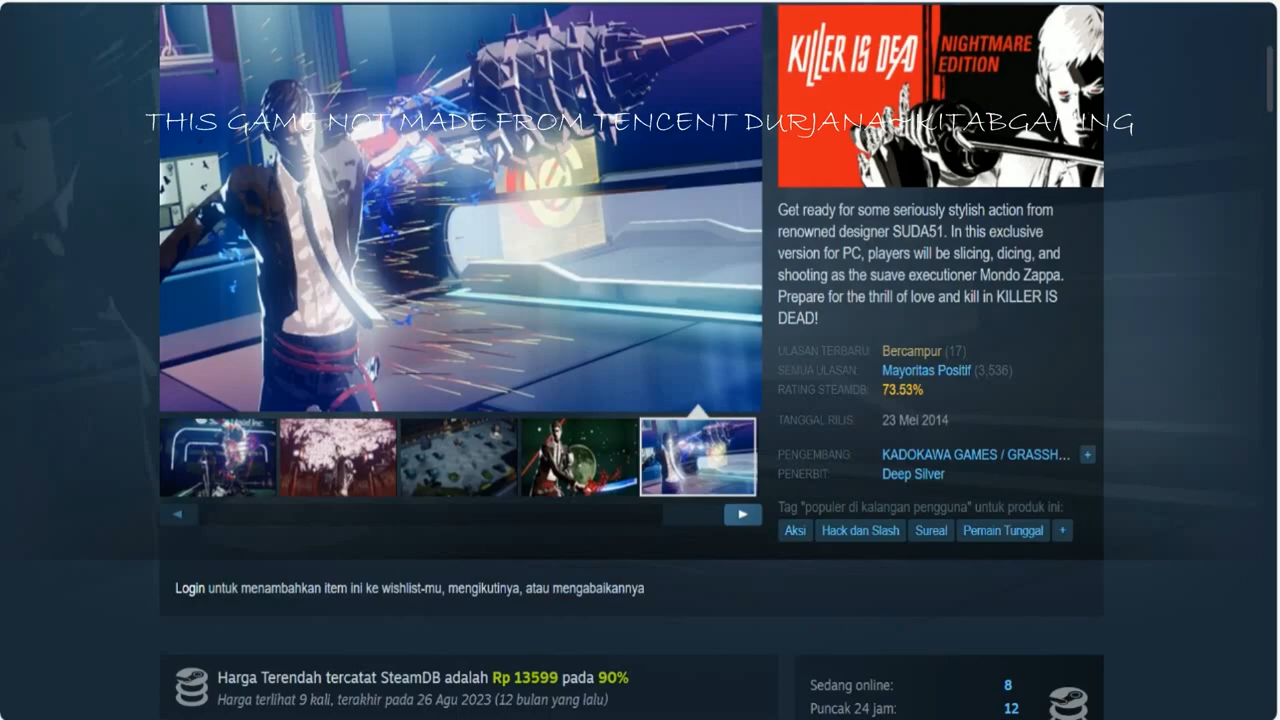 KILLER IS DEAD
NIGHTMARE
EDITION
THIS GAME NOT MADE FROM TENCENT DURJANAH KITABGAMING
Get ready for some seriously stylish action from
renowned designer SUDA51. In this exclusive
version for PC, players will be slicing, dicing, and
shooting as the suave executioner Mondo Zappa.
Prepare for the thrill of love and kill in KILLER IS
DEAD!
ULASAN TERBARU: Bercampur (17)
SEMUA ULASAN: Mayoritas Positif (3,536)
RATING STEAMDB: 73.53%
TANGGAL RILIS: 23 Mei 2014
PENGEMBANG: KADOKAWA GAMES / GRASSH... +
PENERBIT: Deep Silver
Tag "populer di kalangan pengguna" untuk produk ini:
Aksi Hack dan Slash Sureal Pemain Tunggal +
Login untuk menambahkan item ini ke wishlist-mu, mengikutinya, atau mengabaikannya
Harga Terendah tercatat SteamDB adalah Rp 13599 pada 90%
Harga terlihat 9 kali, terakhir pada 26 Agu 2023 (12 bulan yang lalu)
Sedang online: 8
Puncak 24 jam: 12